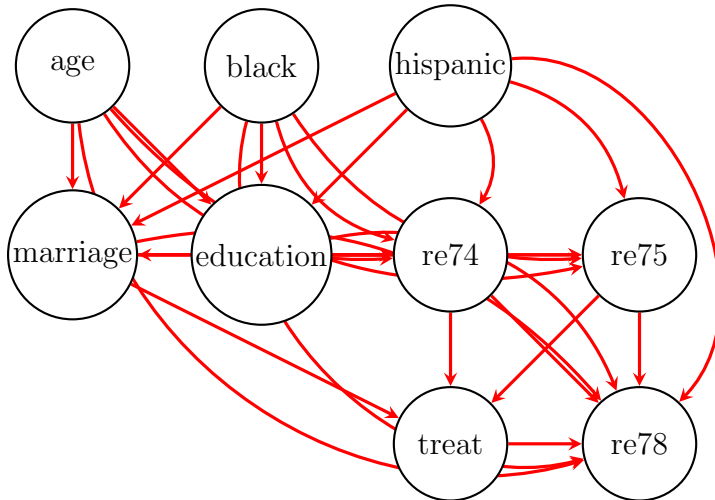 age
black
hispanic
marriage
education
re74
re75
treat
re78